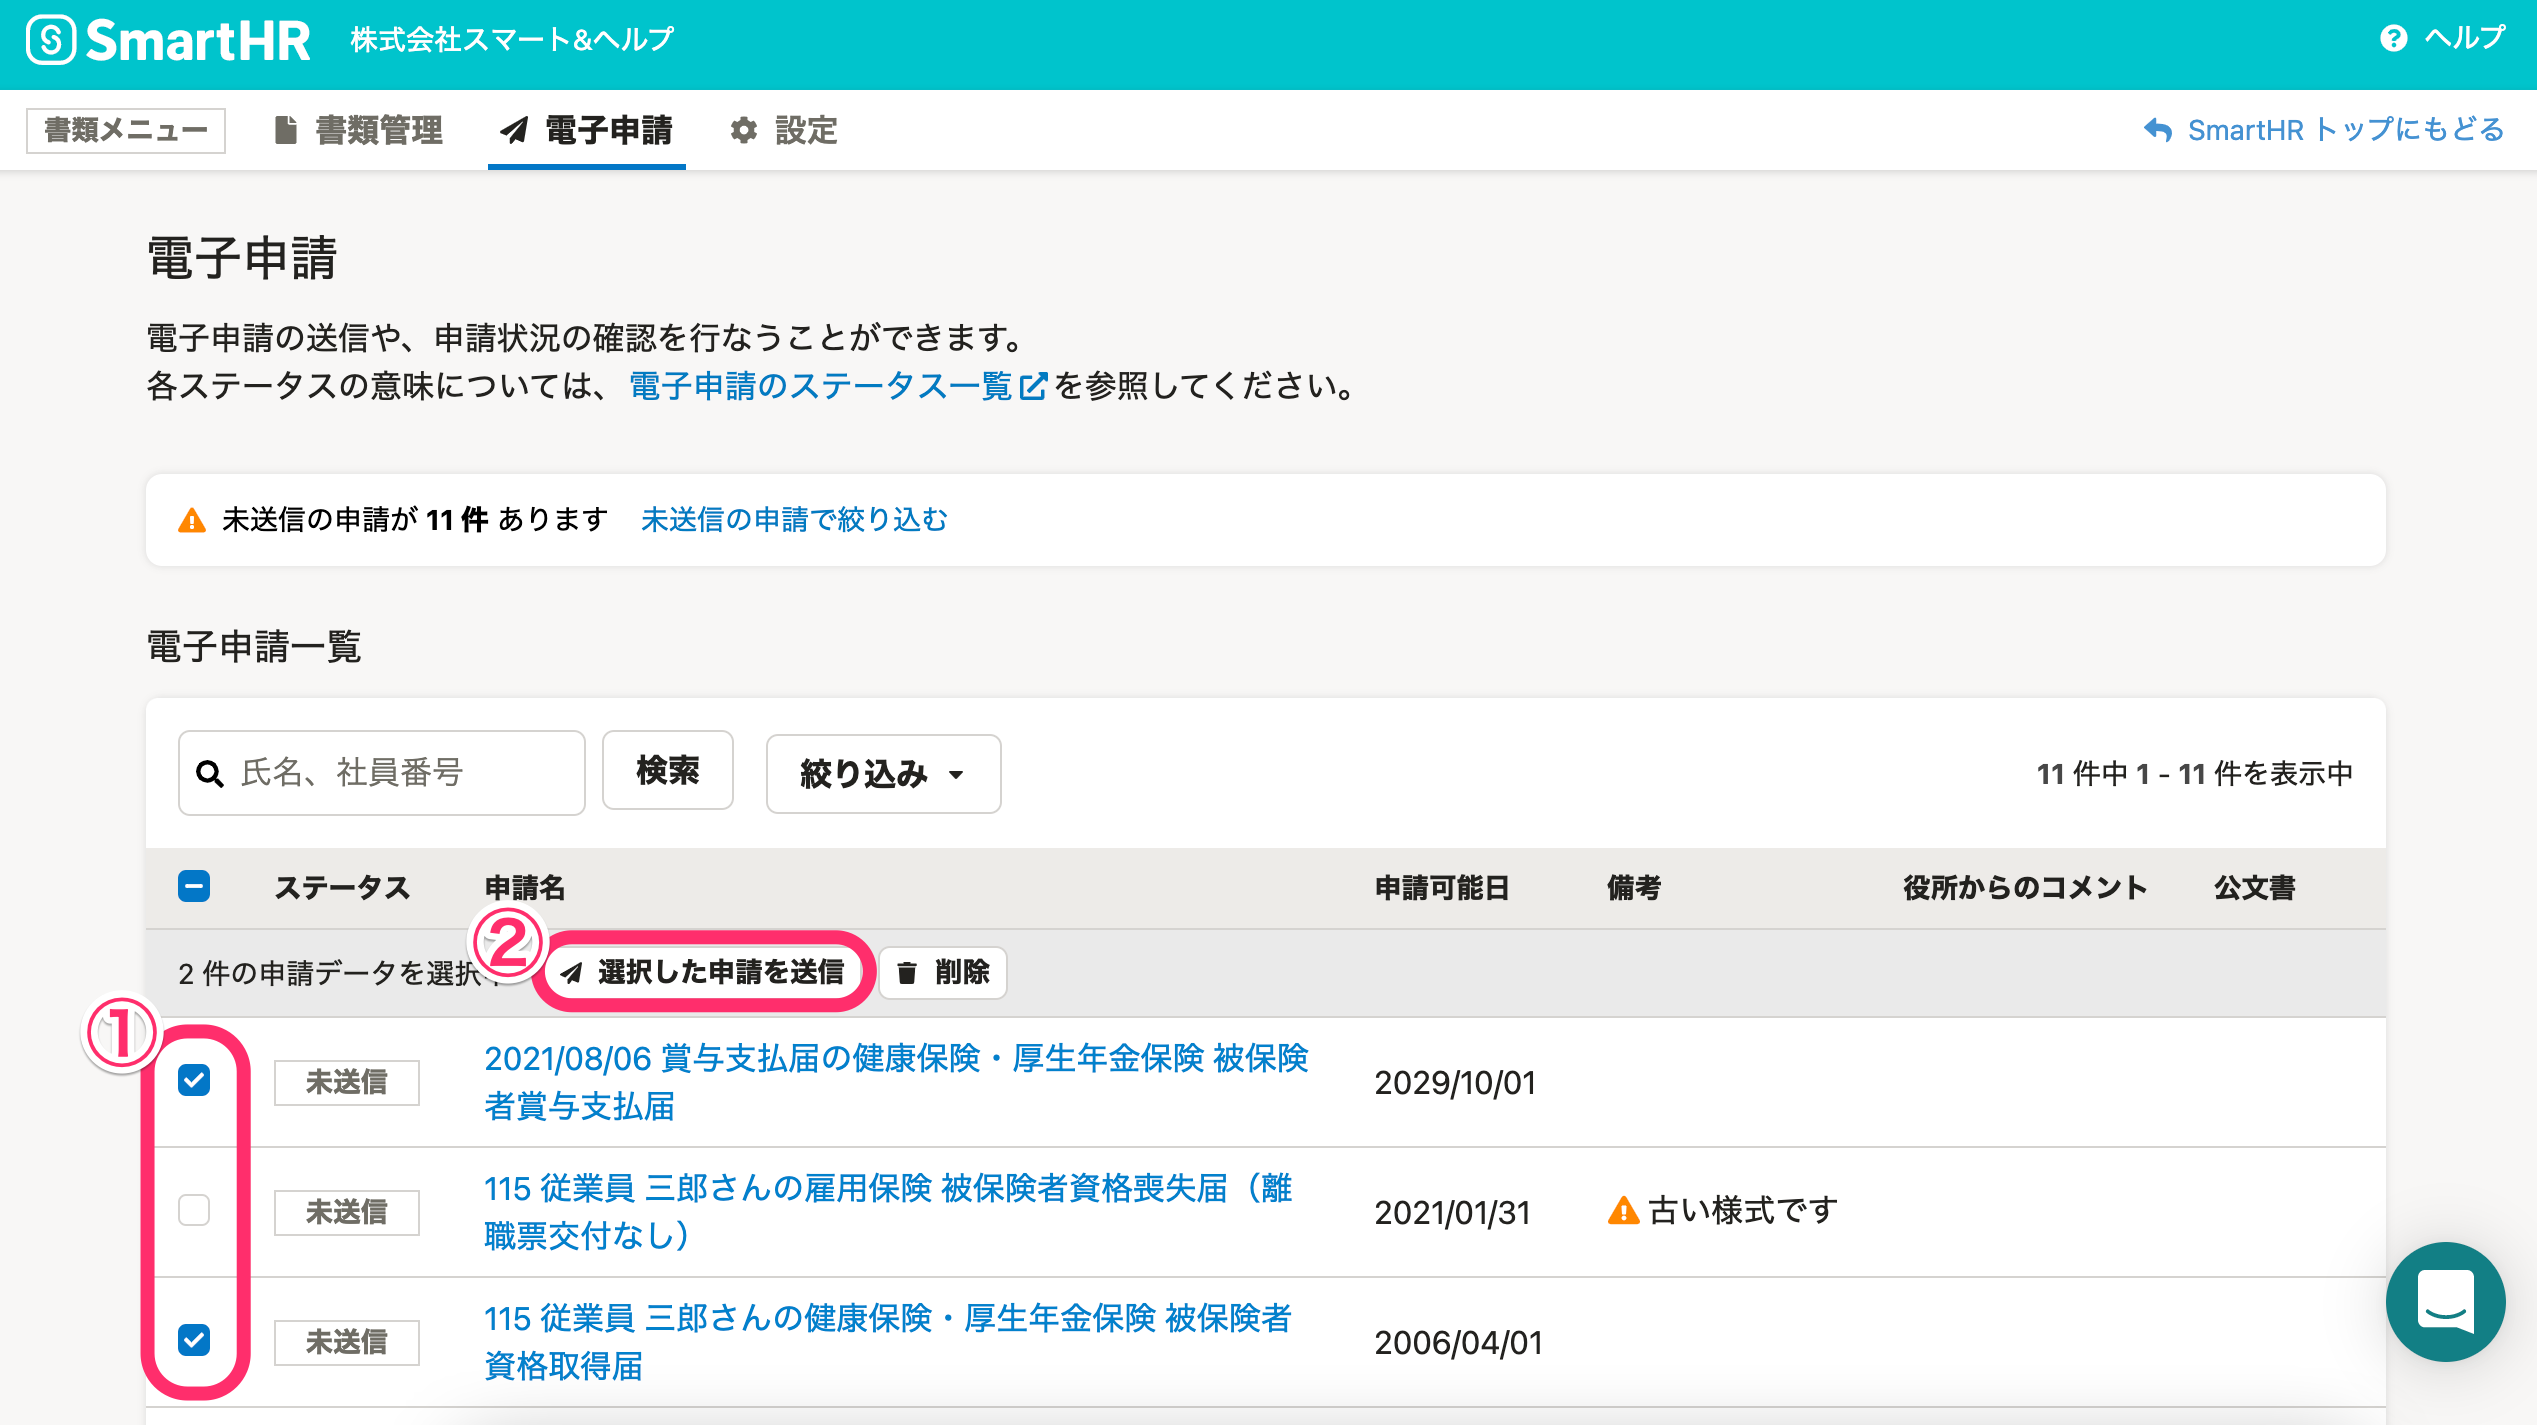 SmartHR 株式会社スマート&ヘルプ ヘルプ
書類メニュー 書類管理 電子申請 設定 SmartHR トップにもどる
電子申請
電子申請の送信や、申請状況の確認を行なうことができます。
各ステータスの意味については、電子申請のステータス一覧を参照してください。
未送信の申請が 11 件 あります 未送信の申請で絞り込む
電子申請一覧
氏名、社員番号 検索 絞り込み 11 件中 1 - 11 件を表示中
ステータス 申請名 申請可能日 備考 役所からのコメント 公文書
2 件の申請データを選択 ② 選択した申請を送信 削除
①
未送信 2021/08/06 賞与支払届の健康保険・厚生年金保険 被保険
者賞与支払届 2029/10/01
未送信 115 従業員 三郎さんの雇用保険 被保険者資格喪失届（離
職票交付なし） 2021/01/31 古い様式です
未送信 115 従業員 三郎さんの健康保険・厚生年金保険 被保険者
資格取得届 2006/04/01